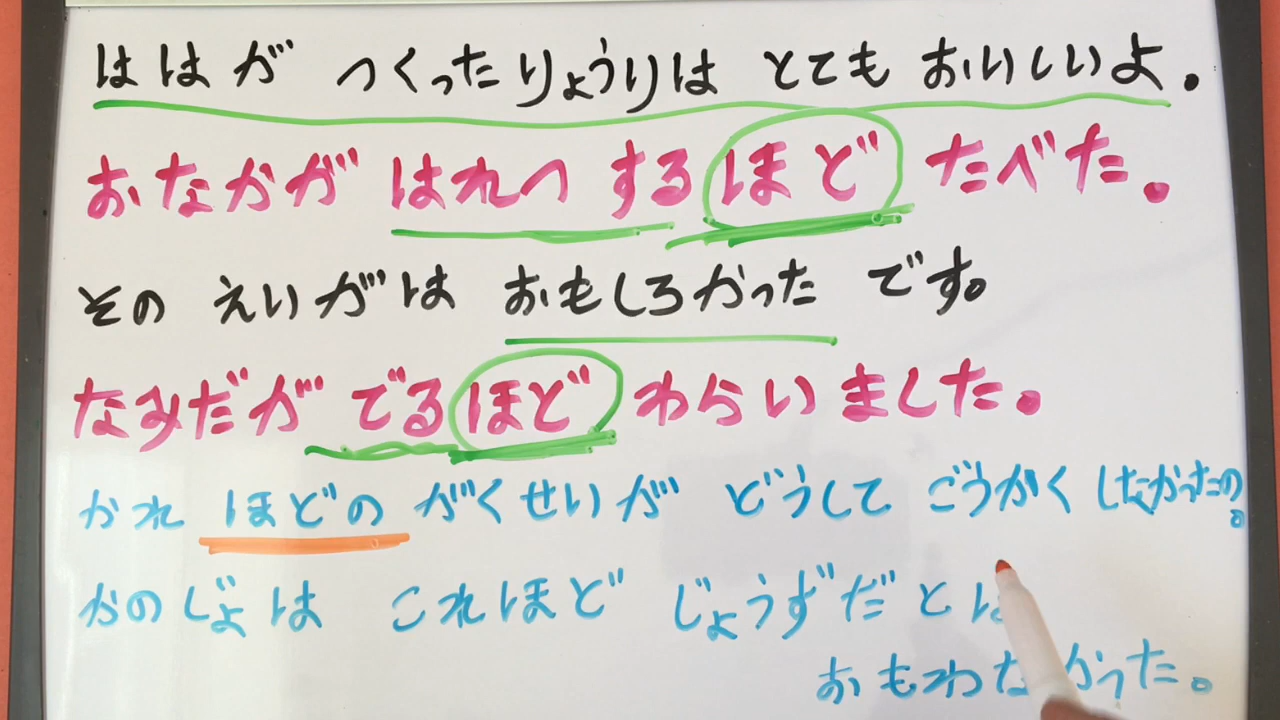 ははが つくったりょうりは とても おいしいよ。
おなかが はれつ するほど たべた。
その えいがは おもしろかった です。
なみだが でるほど わらいました。
かれ ほどの がくせいが どうして ごうかく したかったの。
かのじょは これほど じょうずだ とは
おもわなかった。